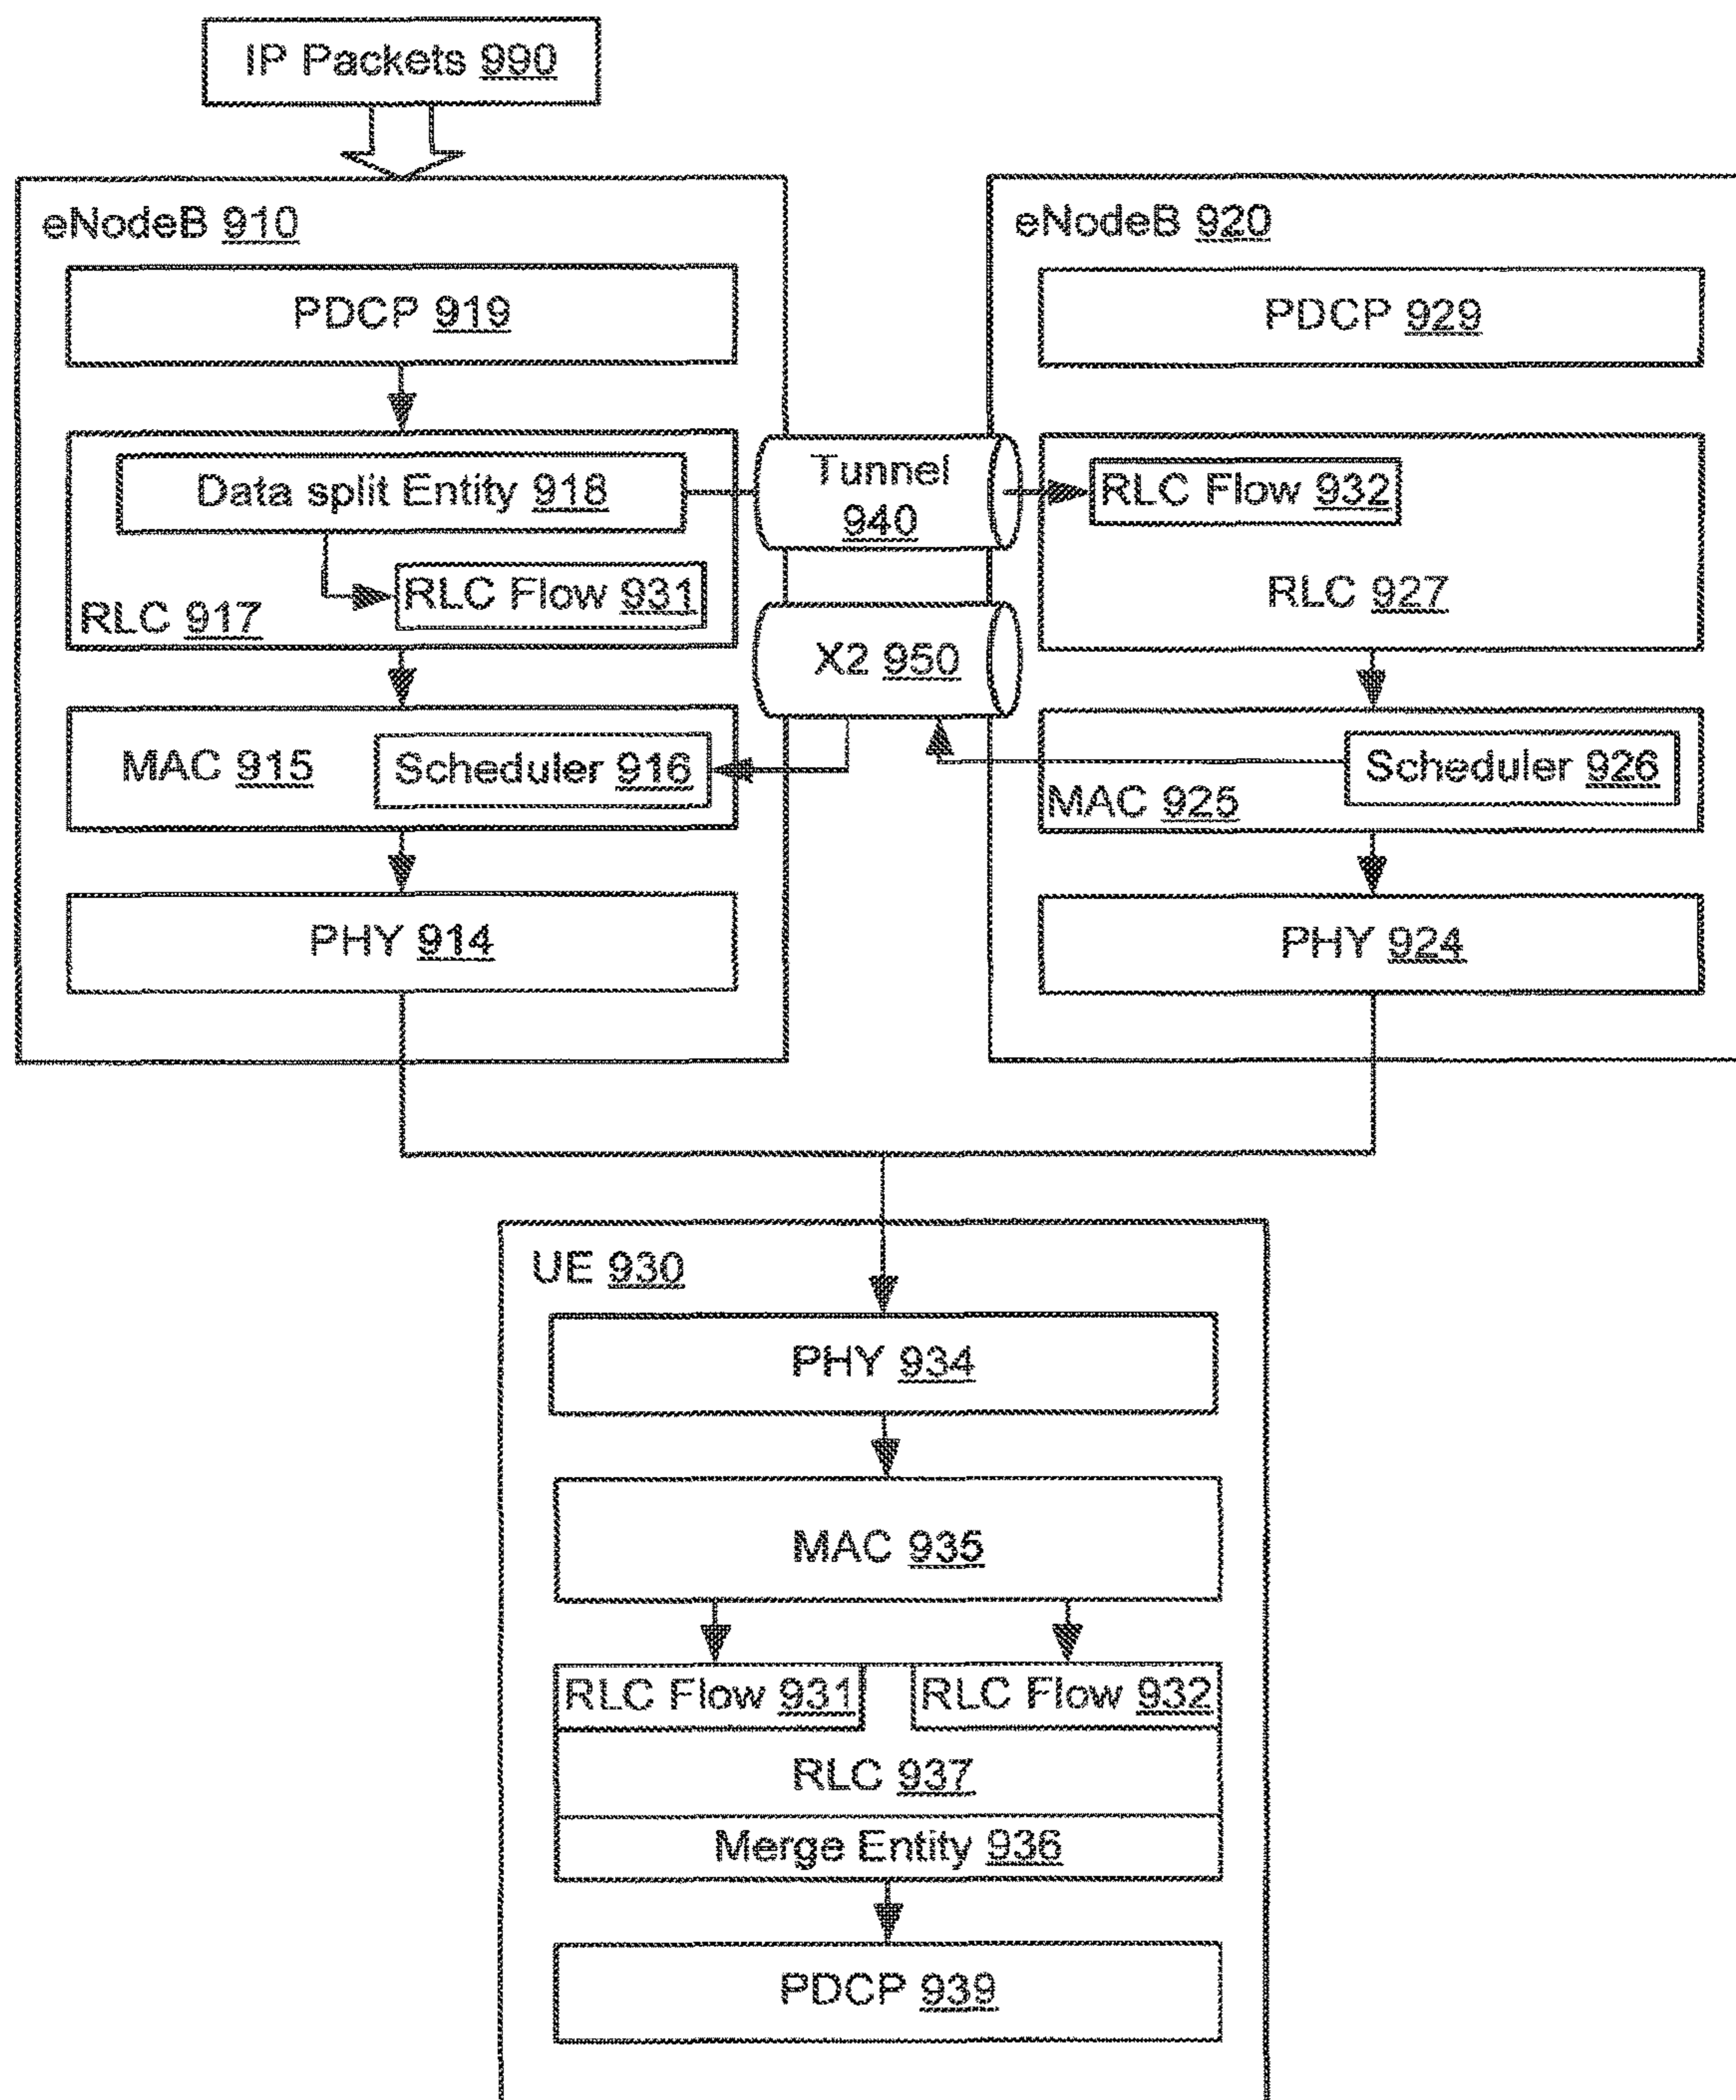 IP Packets 990
eNodeB 910
PDCP 919
Data split Entity 918
RLC Flow 931
RLC 917
MAC 915
Scheduler 916
PHY 914
Tunnel
940
X2 950
eNodeB 920
PDCP 929
RLC Flow 932
RLC 927
Scheduler 926
MAC 925
PHY 924
UE 930
PHY 934
MAC 935
RLC Flow 931
RLC Flow 932
RLC 937
Merge Entity 936
PDCP 939